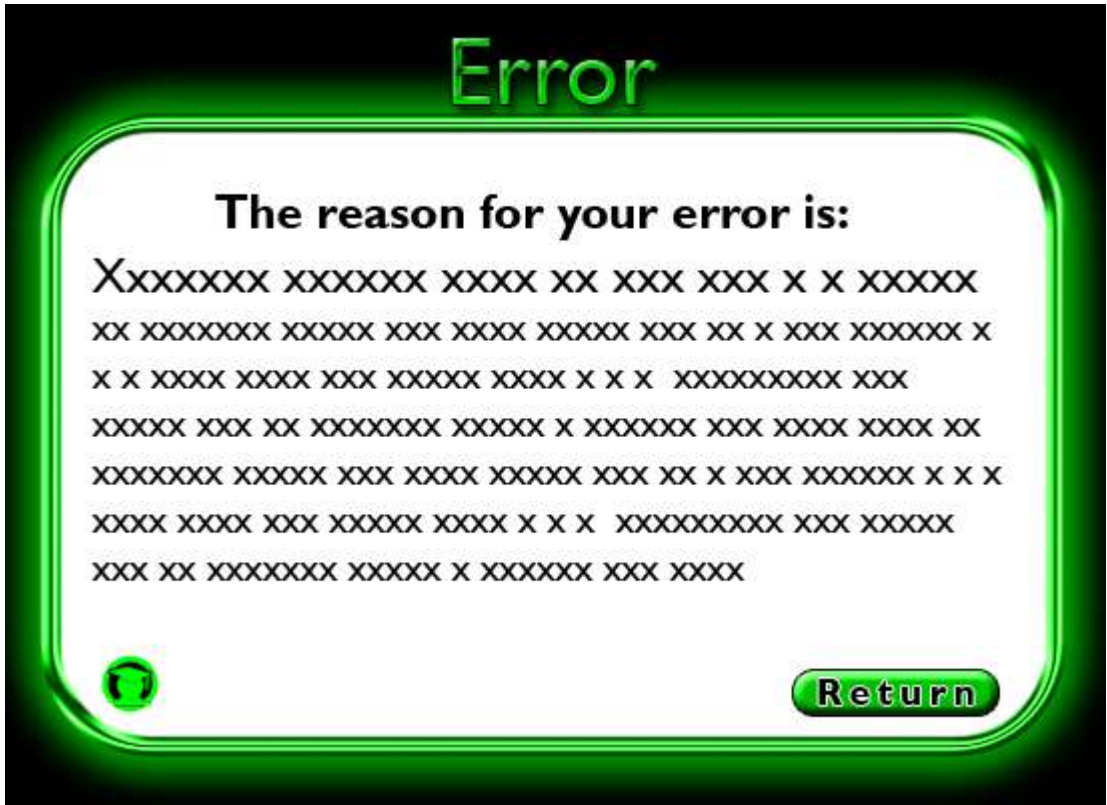 Error
The reason for your error is:
Xxxxxxx xxxxxx xxxx xx xxx xxx x x xxxxx
xx xxxxxxx xxxxx xxx xxxx xxxxx xxx xx x xxx xxxxxx x
x x xxxx xxxx xxx xxxxx xxxx x x x  xxxxxxxxx xxx
xxxxx xxx xx xxxxxxx xxxxx x xxxxxx xxx xxxx xxxx xx
xxxxxxx xxxxx xxx xxxx xxxxx xxx xx x xxx xxxxxx x x x
xxxx xxxx xxx xxxxx xxxx x x x  xxxxxxxxx xxx xxxxx
xxx xx xxxxxxx xxxxx x xxxxxx xxx xxxx
Return